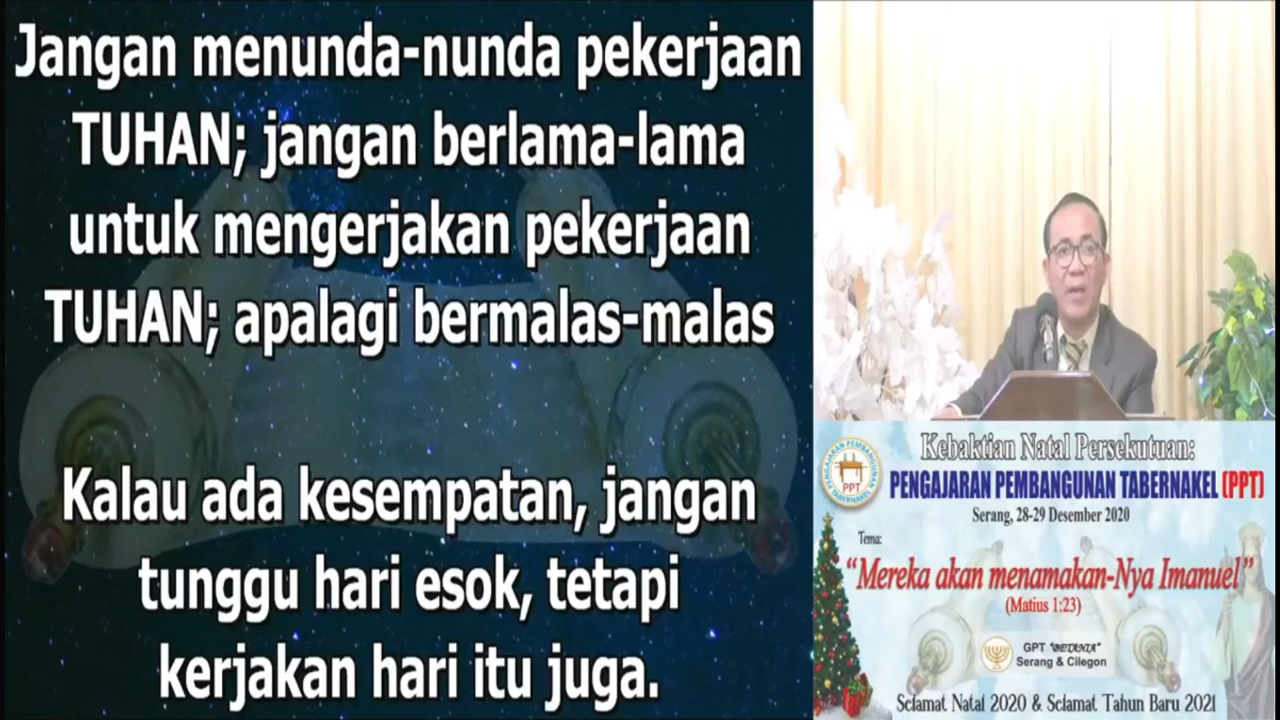 Jangan menunda-nunda pekerjaan
TUHAN; jangan berlama-lama
untuk mengerjakan pekerjaan
TUHAN; apalagi bermalas-malas
Kalau ada kesempatan, jangan
tunggu hari esok, tetapi
kerjakan hari itu juga.
Kebaktian Natal Persekutuan:
PENGAJARAN PEMBANGUNAN TABERNAKEL (PPT)
PENGAJARAN PEMBANGUNAN
PPT
TABERNAKEL
Serang, 28-29 Desember 2020
Tema:
“Mereka akan menamakan-Nya Imanuel”
(Matius 1:23)
GPT "BETANIA"
Serang & Cilegon
Selamat Natal 2020 & Selamat Tahun Baru 2021